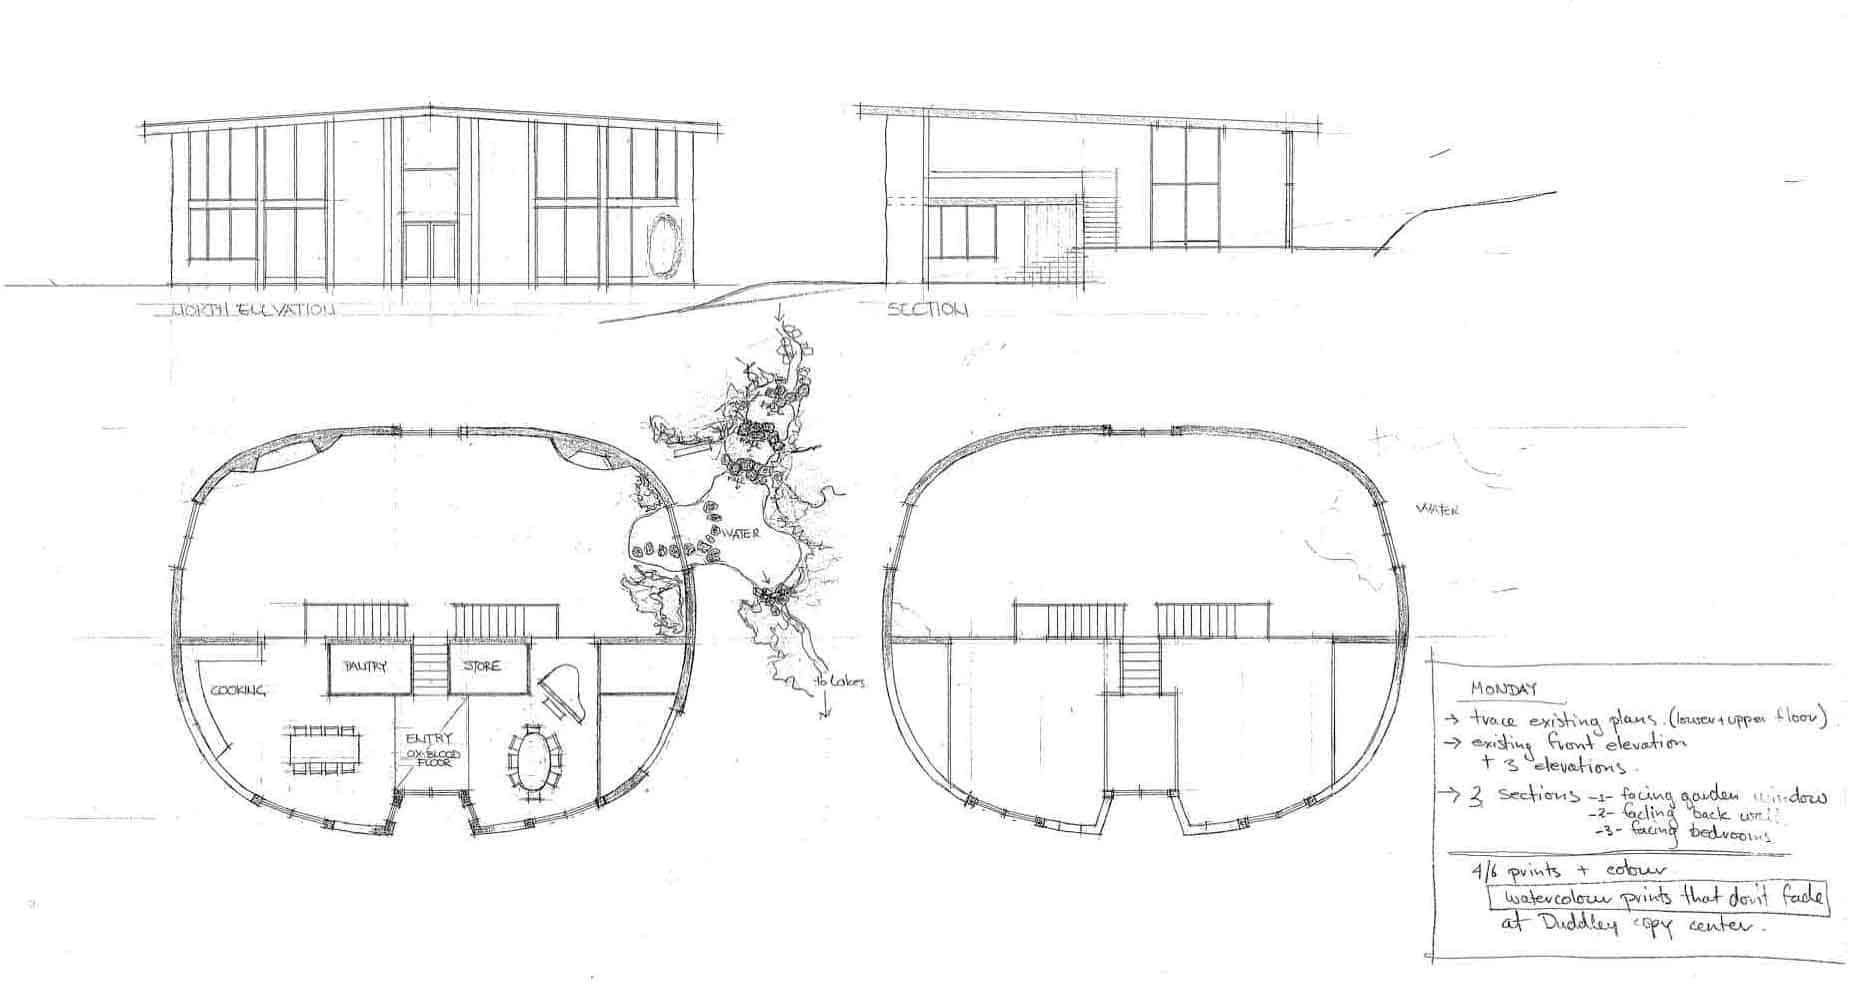 NORTH ELEVATION
SECTION
WATER
WATER
PANTRY
STORE
COOKING
to Lakes
ENTRY
OX-BLOOD
FLOOR
MONDAY
→ trace existing plans. (lower + upper floor)
→ existing front elevation
+ 3 elevations.
→ 3 sections -1- facing garden window
-2- facing back wall
-3- facing bedrooms
4/6 prints + colour
watercolour prints that don't fade
at Duddley copy center.